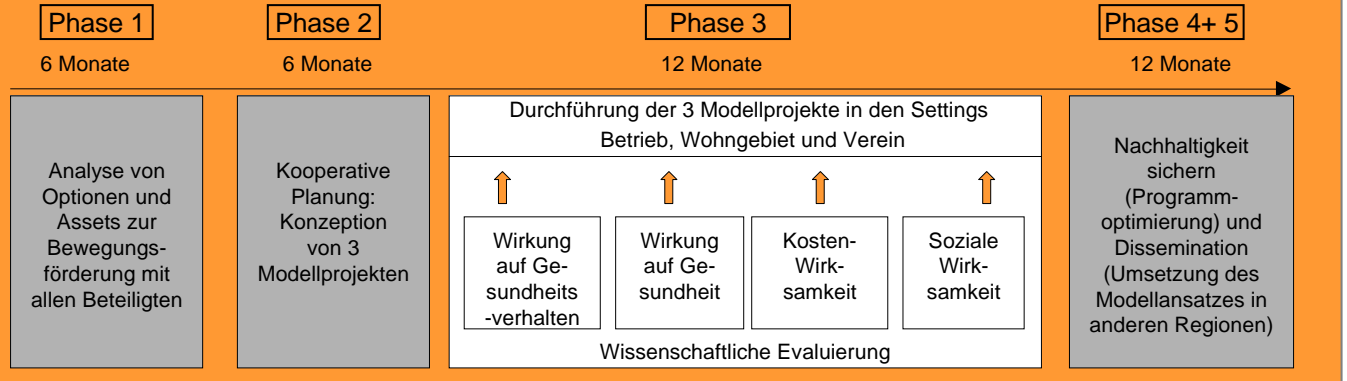 Phase 1
Phase 2
Phase 3
Phase 4+ 5
6 Monate
6 Monate
12 Monate
12 Monate
Analyse von
Optionen und
Assets zur
Bewegungs-
förderung mit
allen Beteiligten
Kooperative
Planung:
Konzeption
von 3
Modellprojekten
Durchführung der 3 Modellprojekte in den Settings
Betrieb, Wohngebiet und Verein
Wirkung
auf Ge-
sundheits
-verhalten
Wirkung
auf Ge-
sundheit
Kosten-
Wirk-
samkeit
Soziale
Wirk-
samkeit
Wissenschaftliche Evaluierung
Nachhaltigkeit
sichern
(Programm-
optimierung) und
Dissemination
(Umsetzung des
Modellansatzes in
anderen Regionen)